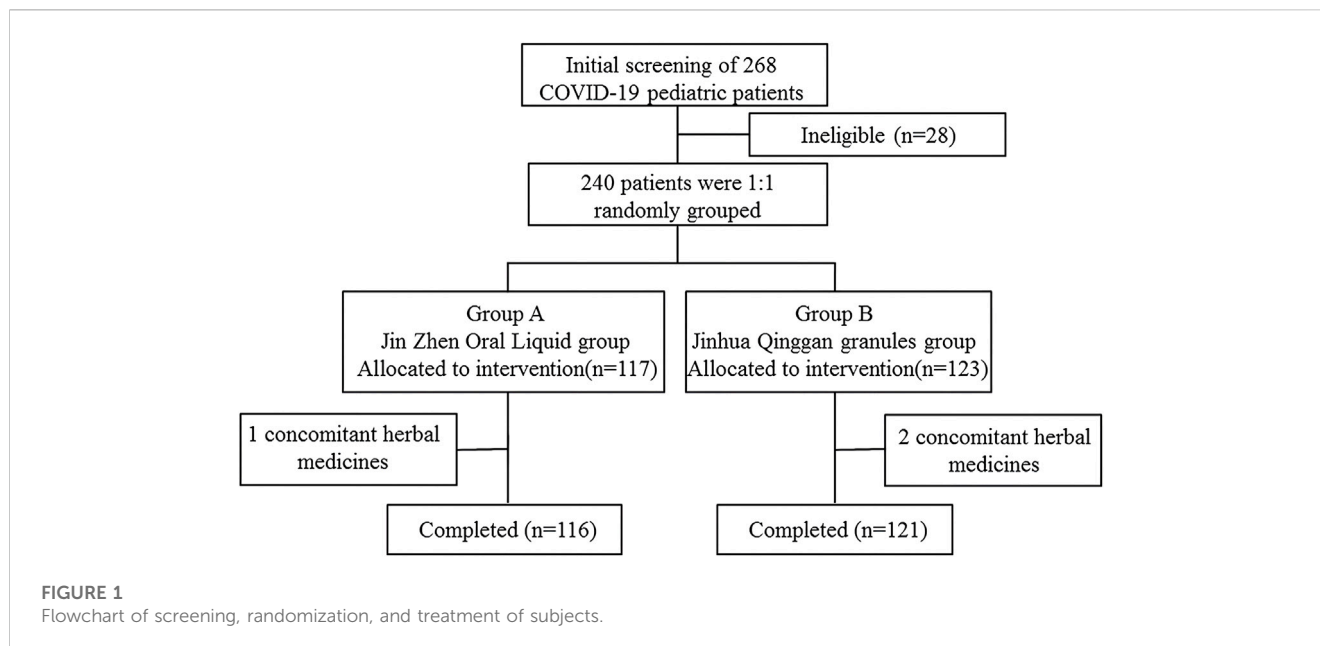 Initial screening of 268
COVID-19 pediatric patients
Ineligible (n=28)
240 patients were 1:1
randomly grouped
Group A
Jin Zhen Oral Liquid group
Allocated to intervention(n=117)
Group B
Jinhua Qinggan granules group
Allocated to intervention(n=123)
1 concomitant herbal
medicines
2 concomitant herbal
medicines
Completed (n=116)
Completed (n=121)
FIGURE 1
Flowchart of screening, randomization, and treatment of subjects.